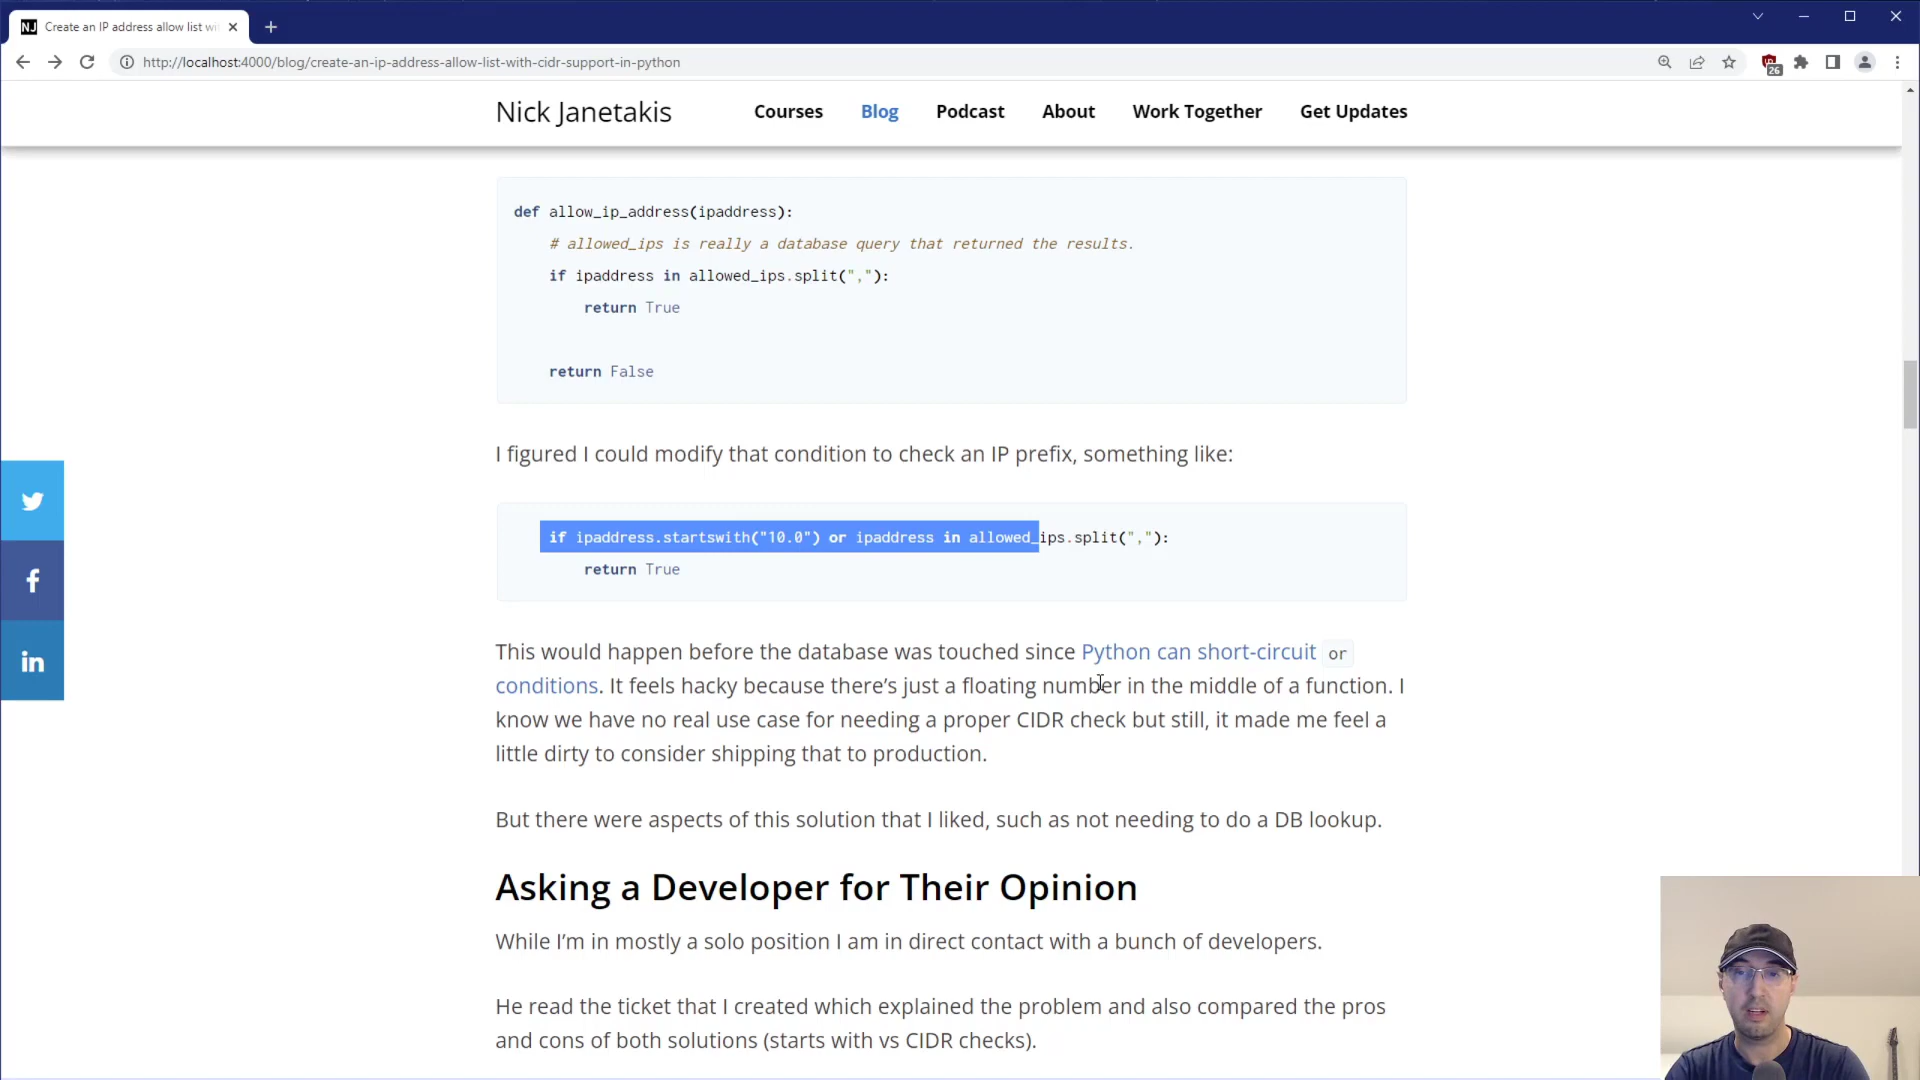 NJ Create an IP address allow list wi
http://localhost:4000/blog/create-an-ip-address-allow-list-with-cidr-support-in-python
26
Nick Janetakis Courses Blog Podcast About Work Together Get Updates
def allow_ip_address(ipaddress):
# allowed_ips is really a database query that returned the results.
if ipaddress in allowed_ips.split(","):
return True
return False
I figured I could modify that condition to check an IP prefix, something like:
if ipaddress.startswith("10.0") or ipaddress in allowed_ips.split(","):
return True
This would happen before the database was touched since Python can short-circuit or
conditions. It feels hacky because there's just a floating number in the middle of a function. I
know we have no real use case for needing a proper CIDR check but still, it made me feel a
little dirty to consider shipping that to production.
But there were aspects of this solution that I liked, such as not needing to do a DB lookup.
Asking a Developer for Their Opinion
While I'm in mostly a solo position I am in direct contact with a bunch of developers.
He read the ticket that I created which explained the problem and also compared the pros
and cons of both solutions (starts with vs CIDR checks).